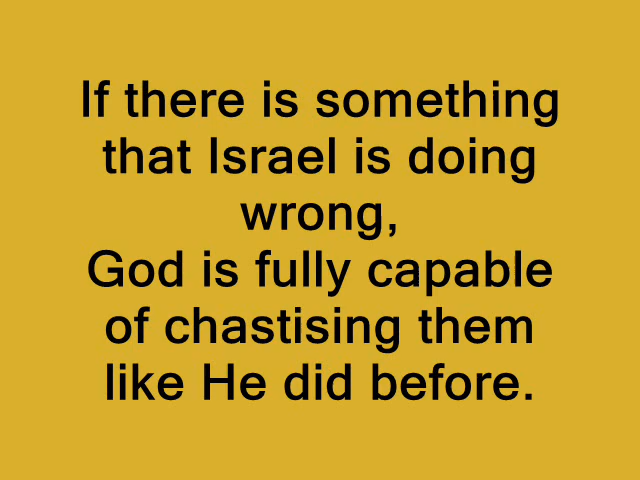 If there is something
that Israel is doing
wrong,
God is fully capable
of chastising them
like He did before.